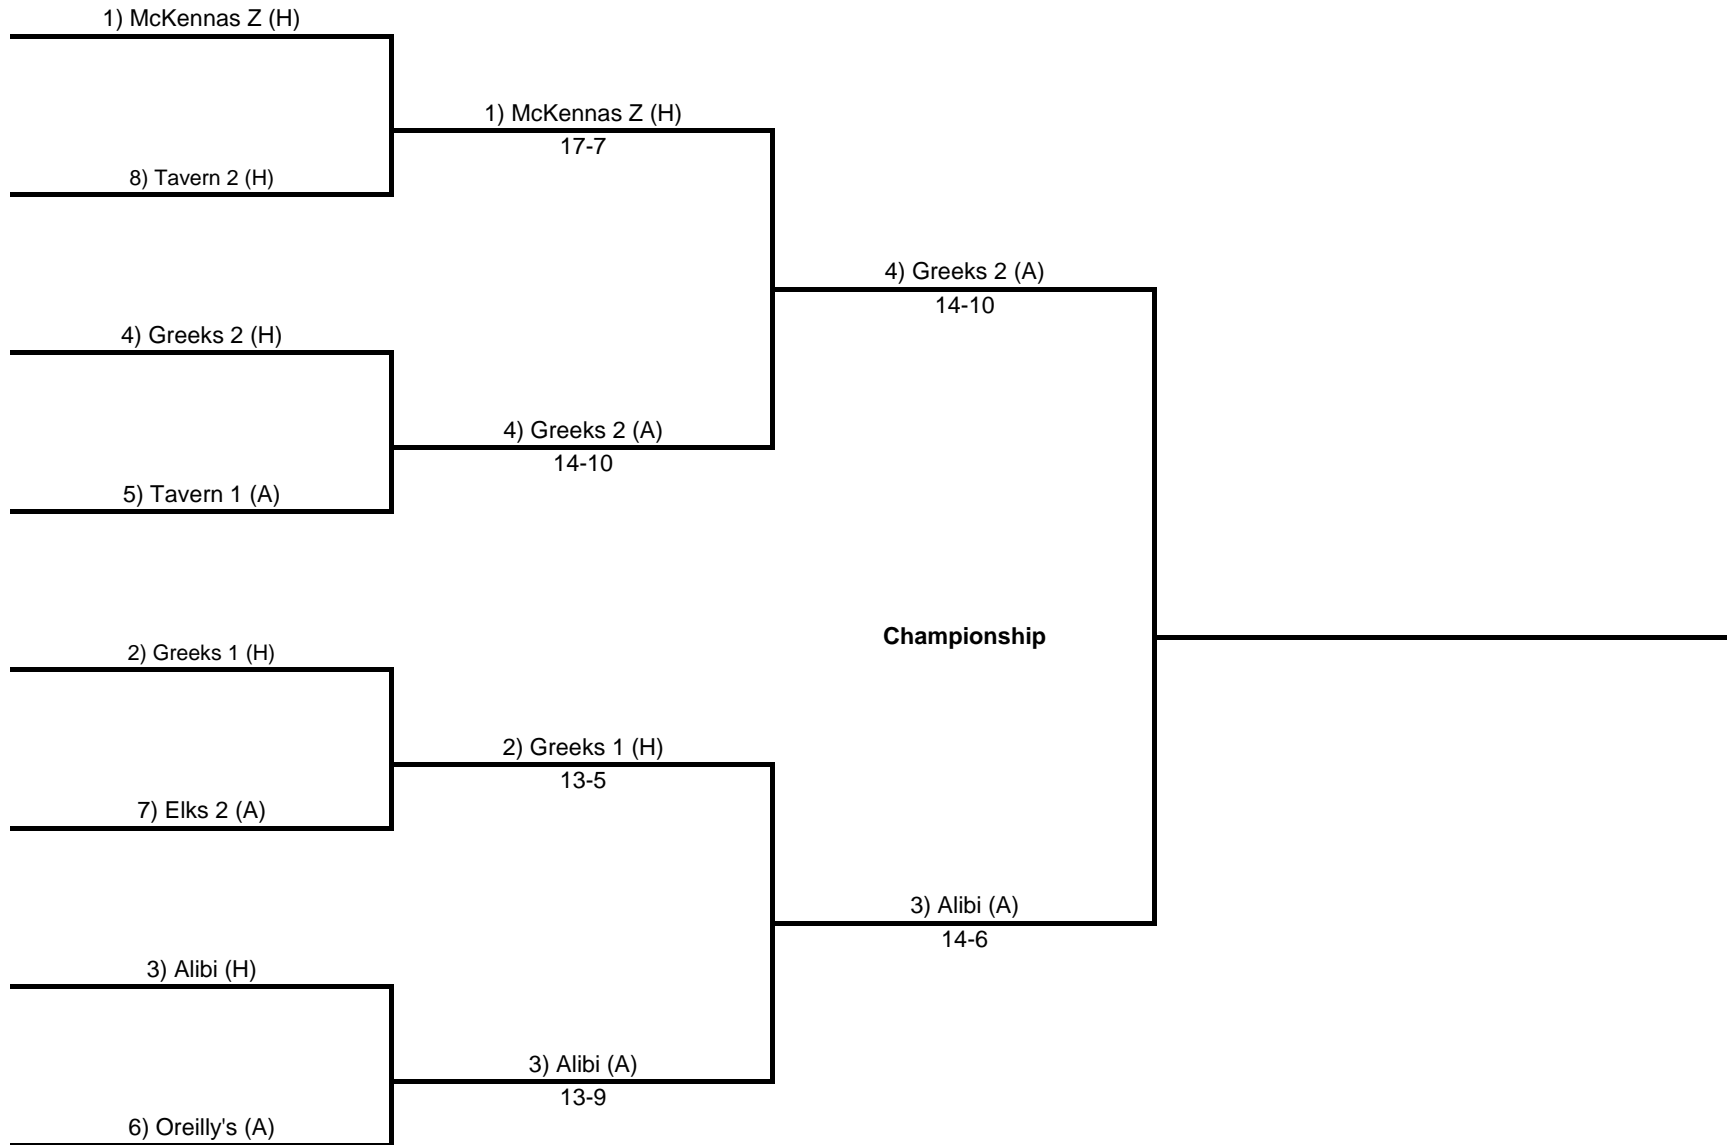 1) McKennas Z (H)
1) McKennas Z (H)
17-7
8) Tavern 2 (H)
4) Greeks 2 (A)
14-10
4) Greeks 2 (H)
4) Greeks 2 (A)
14-10
5) Tavern 1 (A)
Championship
2) Greeks 1 (H)
2) Greeks 1 (H)
13-5
7) Elks 2 (A)
3) Alibi (A)
14-6
3) Alibi (H)
3) Alibi (A)
13-9
6) Oreilly's (A)